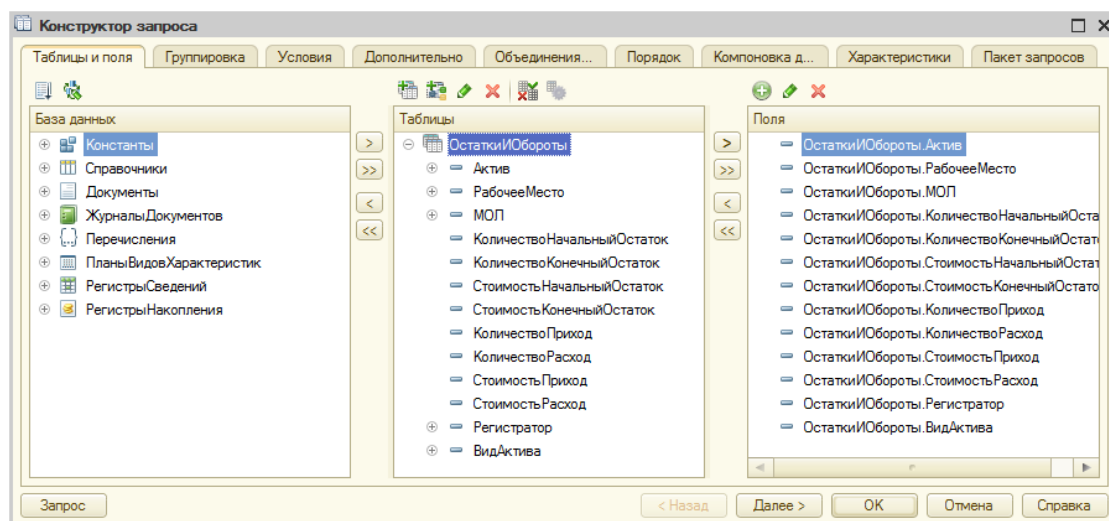 Конструктор запроса
Таблицы и поля Группировка Условия Дополнительно Объединения... Порядок Компоновка д... Характеристики Пакет запросов
База данных
Константы
Справочники
Документы
ЖурналыДокументов
Перечисления
ПланыВидовХарактеристик
РегистрыСведений
РегистрыНакопления
>
>>
<
<<
Таблицы
ОстаткиИОбороты
Актив
РабочееМесто
МОЛ
КоличествоНачальныйОстаток
КоличествоКонечныйОстаток
СтоимостьНачальныйОстаток
СтоимостьКонечныйОстаток
КоличествоПриход
КоличествоРасход
СтоимостьПриход
СтоимостьРасход
Регистратор
ВидАктива
>
>>
<
<<
Поля
ОстаткиИОбороты.Актив
ОстаткиИОбороты.РабочееМесто
ОстаткиИОбороты.МОЛ
ОстаткиИОбороты.КоличествоНачальныйОста
ОстаткиИОбороты.КоличествоКонечныйОстат
ОстаткиИОбороты.СтоимостьНачальныйОстат
ОстаткиИОбороты.СтоимостьКонечныйОстато
ОстаткиИОбороты.КоличествоПриход
ОстаткиИОбороты.КоличествоРасход
ОстаткиИОбороты.СтоимостьПриход
ОстаткиИОбороты.СтоимостьРасход
ОстаткиИОбороты.Регистратор
ОстаткиИОбороты.ВидАктива
Запрос < Назад Далее > ОК Отмена Справка